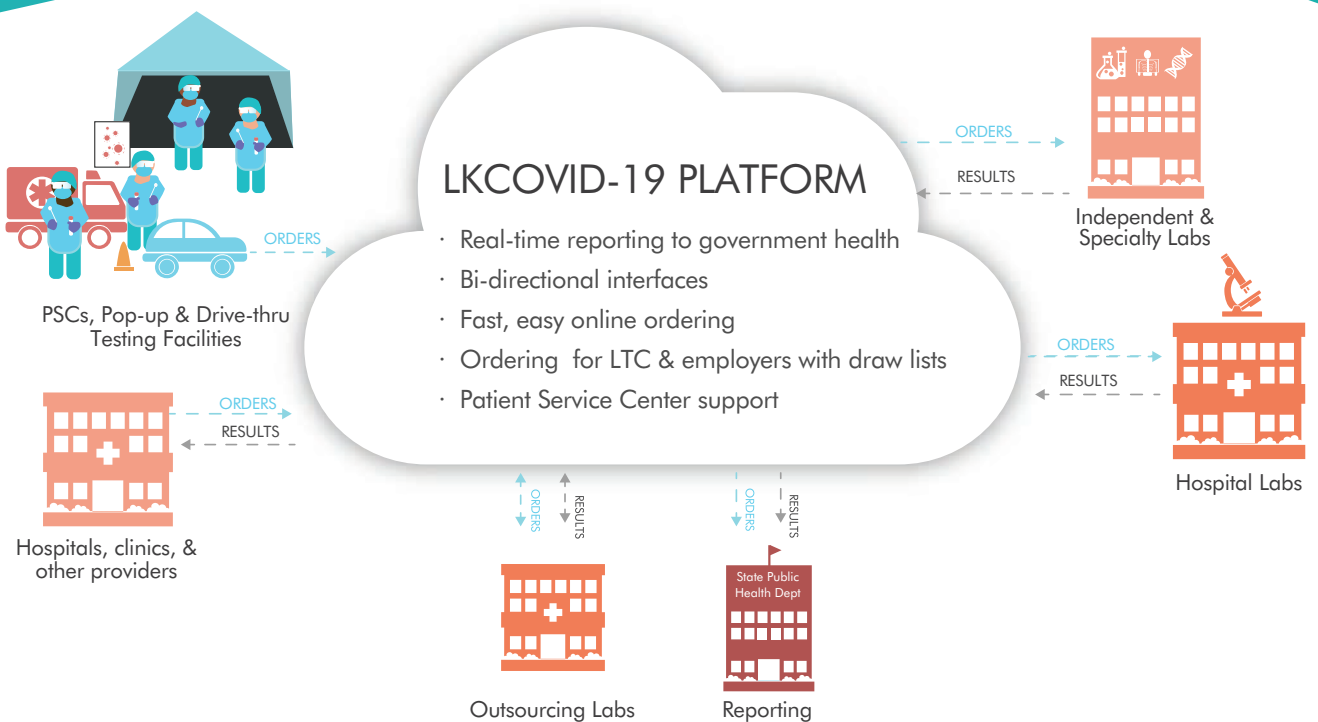 LKCOVID-19 PLATFORM
· Real-time reporting to government health
· Bi-directional interfaces
· Fast, easy online ordering
· Ordering for LTC & employers with draw lists
· Patient Service Center support
ORDERS
PSCs, Pop-up & Drive-thru
Testing Facilities
ORDERS
RESULTS
Hospitals, clinics, &
other providers
ORDERS
RESULTS
Outsourcing Labs
ORDERS
RESULTS
State Public
Health Dept
Reporting
ORDERS
RESULTS
Independent &
Specialty Labs
ORDERS
RESULTS
Hospital Labs